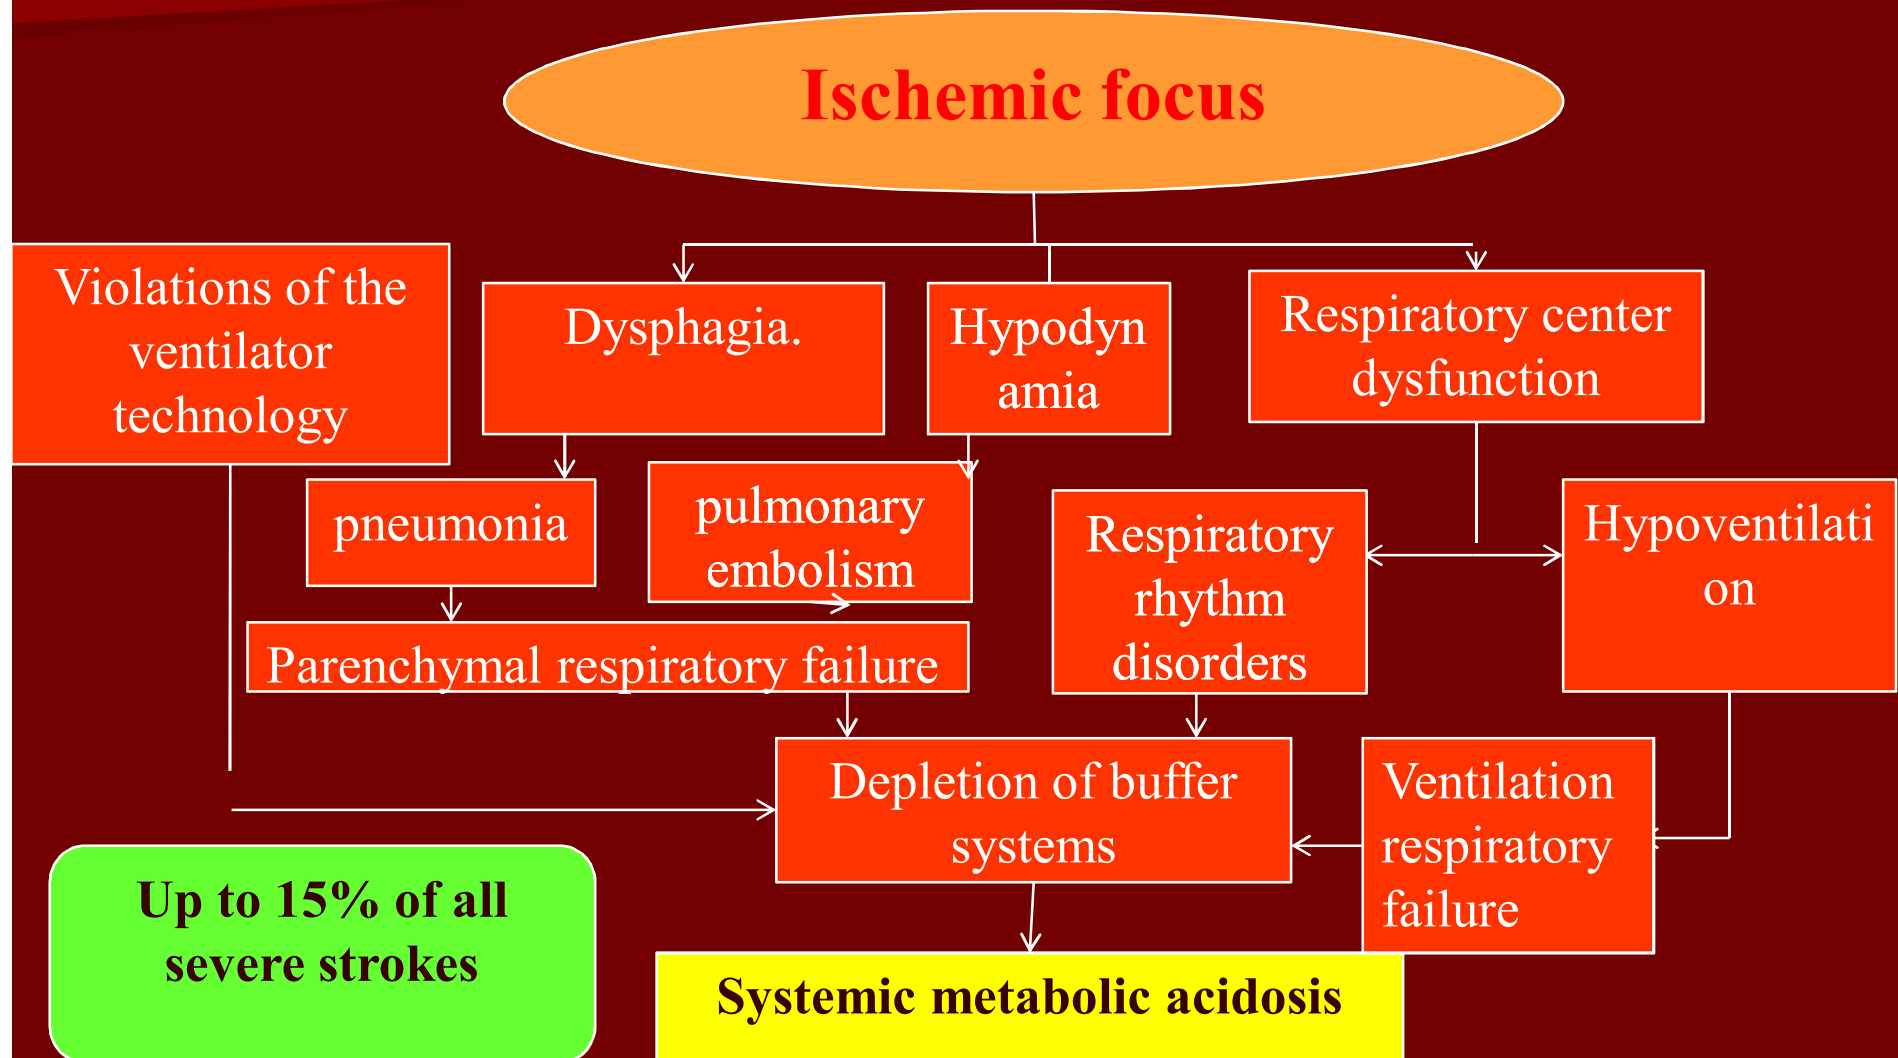 Ischemic focus
Violations of the
ventilator
technology
Dysphagia.
Hypodyn
amia
Respiratory center
dysfunction
pneumonia
pulmonary
embolism
Respiratory
rhythm
disorders
Hypoventilati
on
Parenchymal respiratory failure
Depletion of buffer
systems
Ventilation
respiratory
failure
Up to 15% of all
severe strokes
Systemic metabolic acidosis